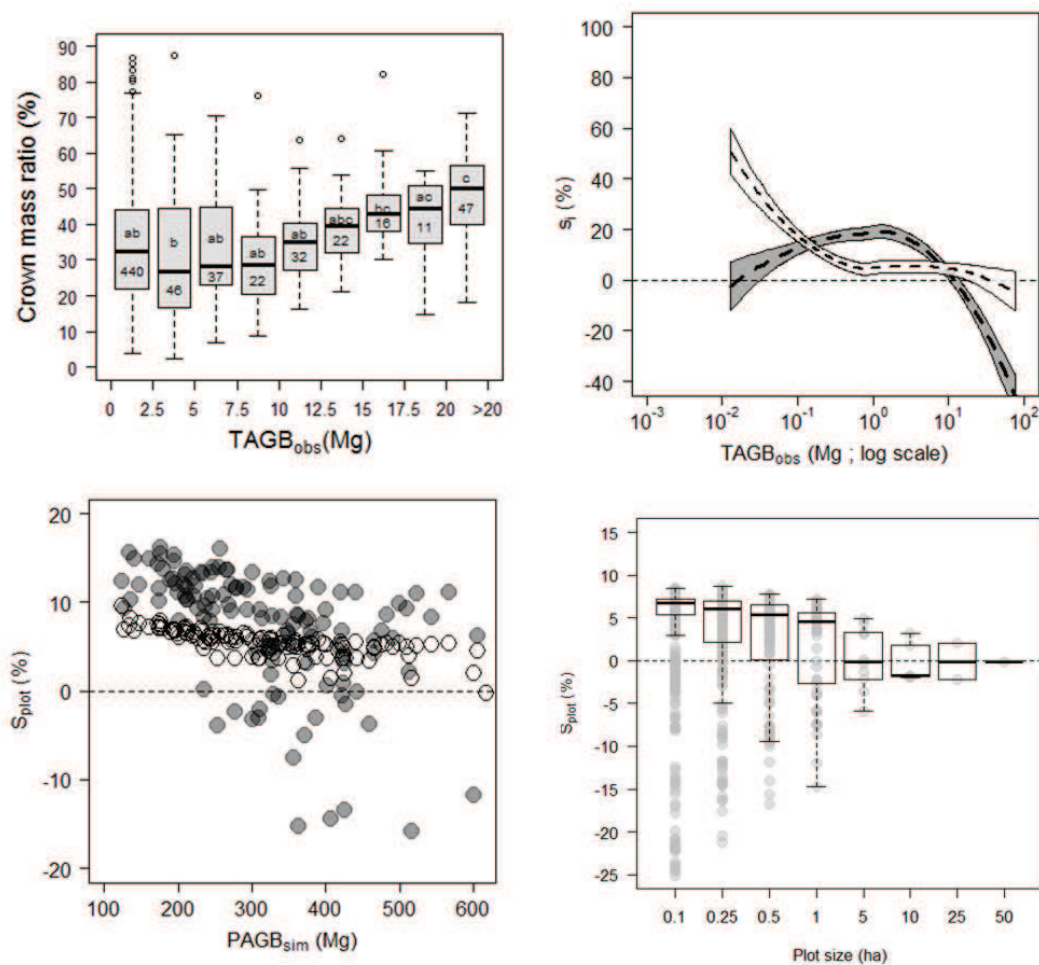 Crown mass ratio (%)
90
80
70
60
50
40
30
20
10
0
ab
b
ab
ab
ab
abc
bc
ac
c
440
46
37
22
32
22
16
11
47
0 2.5 5 7.5 10 12.5 15 17.5 20 >20
TAGBobs(Mg)
si (%)
100
80
60
40
20
0
-20
-40
10-3 10-2 10-1 100 101 102
TAGBobs (Mg ; log scale)
Splot (%)
20
10
0
-10
-20
100 200 300 400 500 600
PAGBsim (Mg)
Splot (%)
15
10
5
0
-5
-10
-15
-20
-25
0.1 0.25 0.5 1 5 10 25 50
Plot size (ha)